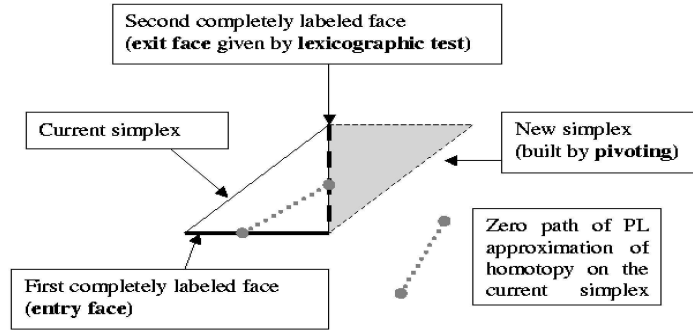 Second completely labeled face
(exit face given by lexicographic test)
Current simplex
New simplex
(built by pivoting)
Zero path of PL
approximation of
homotopy on the
current simplex
First completely labeled face
(entry face)